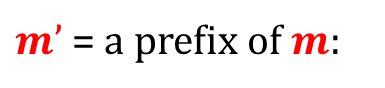 m’ = a prefix of m: